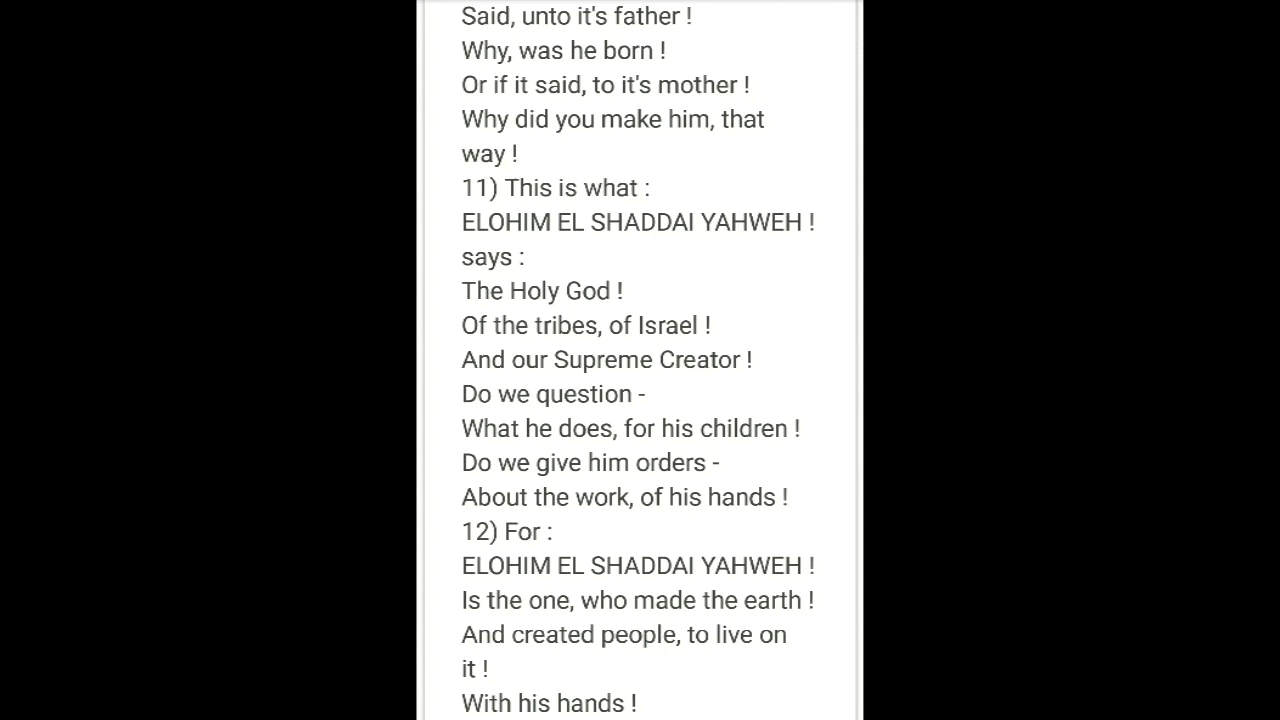 Said, unto it's father !
Why, was he born !
Or if it said, to it's mother !
Why did you make him, that
way !
11) This is what :
ELOHIM EL SHADDAI YAHWEH !
says :
The Holy God !
Of the tribes, of Israel !
And our Supreme Creator !
Do we question -
What he does, for his children !
Do we give him orders -
About the work, of his hands !
12) For :
ELOHIM EL SHADDAI YAHWEH !
Is the one, who made the earth !
And created people, to live on
it !
With his hands !